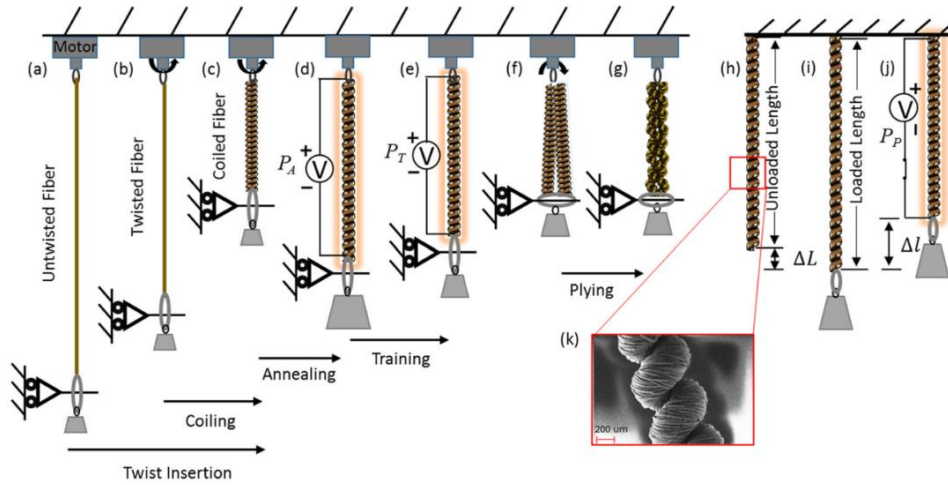 Motor
(a)
(b)
(c)
(d)
(e)
(f)
(g)
(h)
(i)
(j)
Untwisted Fiber
Twisted Fiber
Coiled Fiber
P_A
+
V
−
P_T
+
V
−
Unloaded Length
Loaded Length
P_P
+
V
−
ΔL
Δl
Plying
Annealing
Training
Coiling
Twist Insertion
(k)
200 um